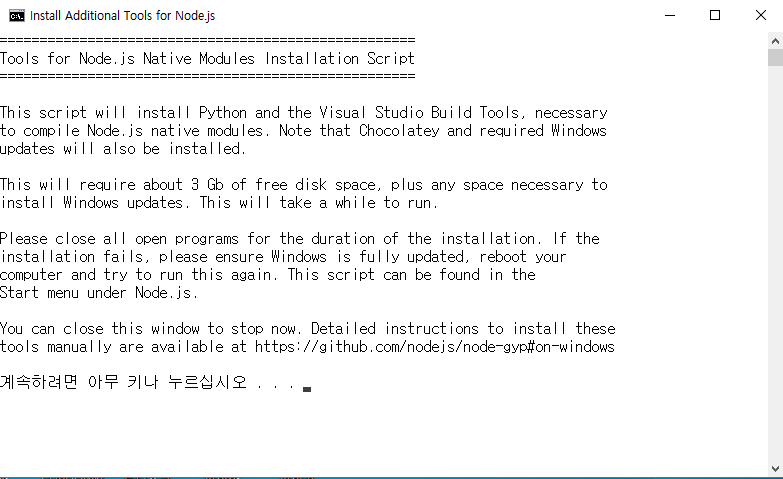 Install Additional Tools for Node.js
====================================================
Tools for Node.js Native Modules Installation Script
====================================================
This script will install Python and the Visual Studio Build Tools, necessary
to compile Node.js native modules. Note that Chocolatey and required Windows
updates will also be installed.
This will require about 3 Gb of free disk space, plus any space necessary to
install Windows updates. This will take a while to run.
Please close all open programs for the duration of the installation. If the
installation fails, please ensure Windows is fully updated, reboot your
computer and try to run this again. This script can be found in the
Start menu under Node.js.
You can close this window to stop now. Detailed instructions to install these
tools manually are available at https://github.com/nodejs/node-gyp#on-windows
계속하려면 아무 키나 누르십시오 . . .